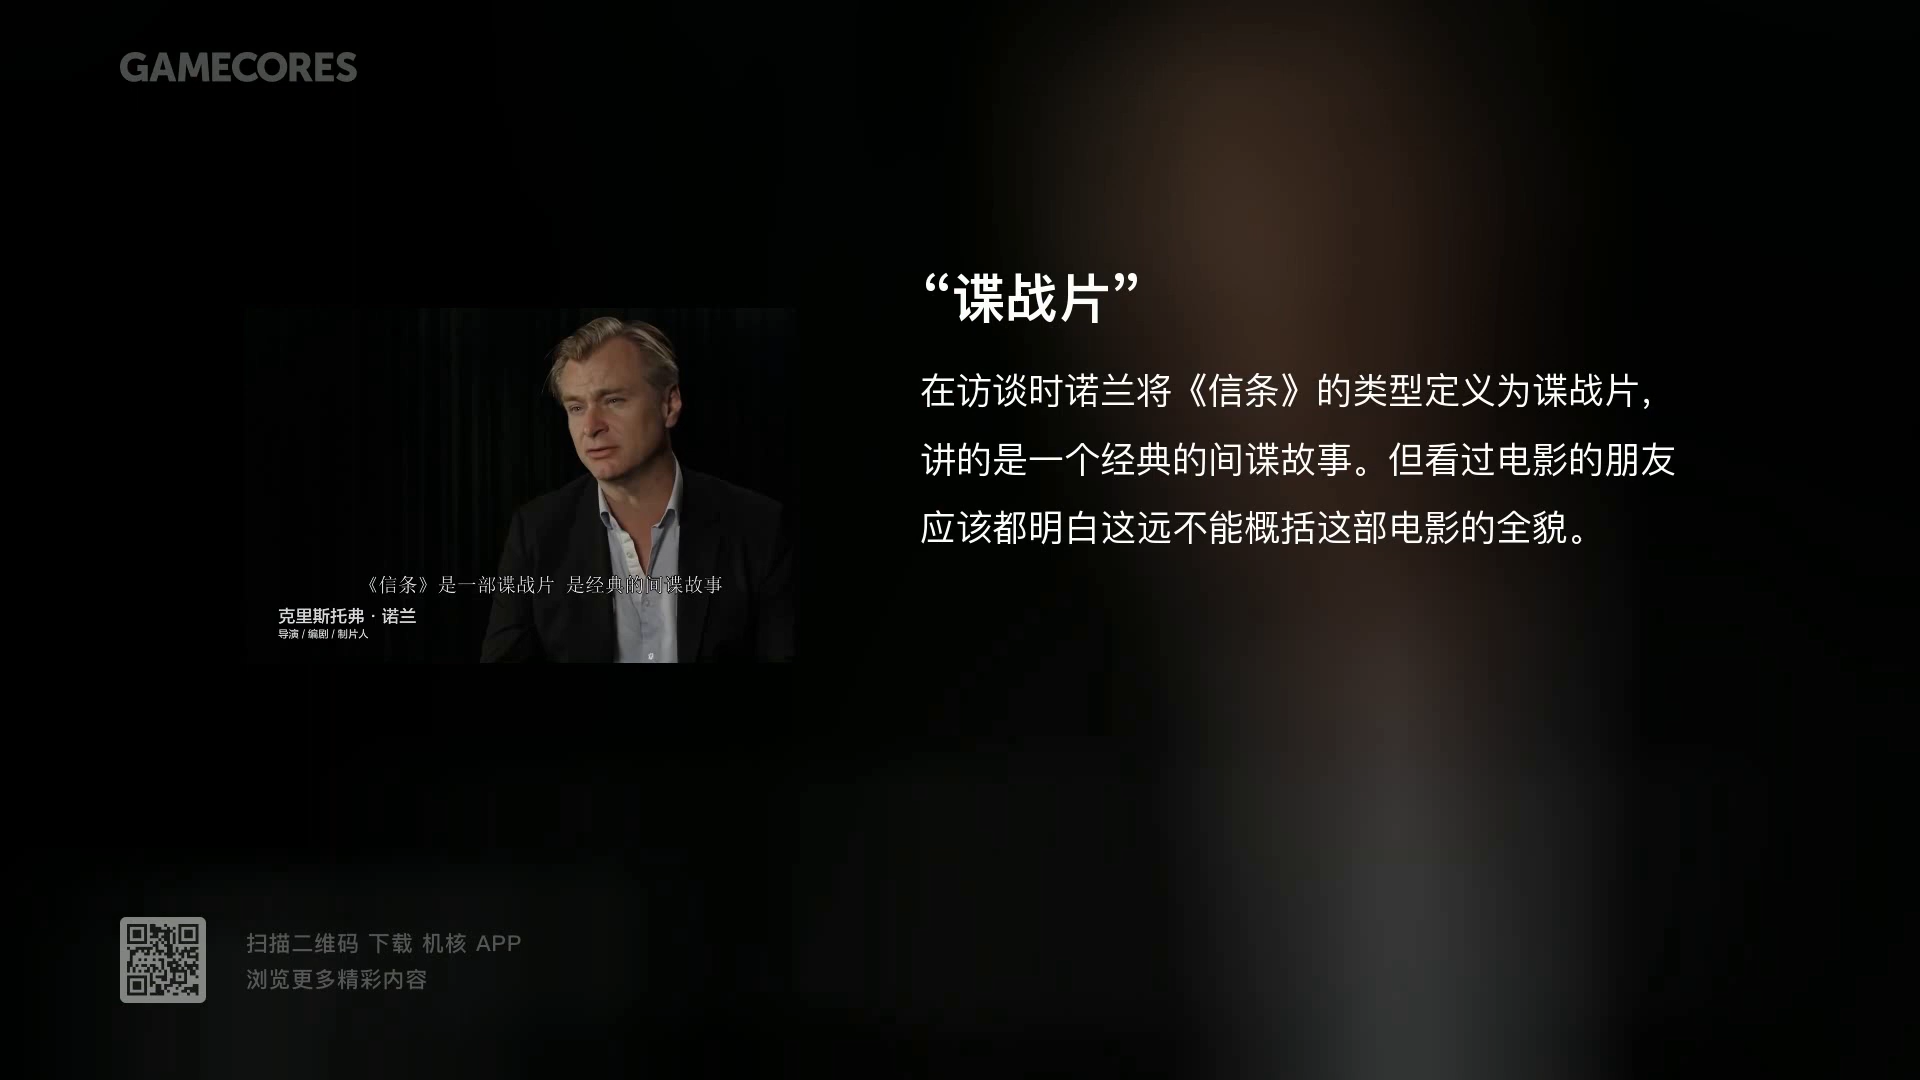 GAMECORES
“谍战片”
在访谈时诺兰将《信条》的类型定义为谍战片，
讲的是一个经典的间谍故事。但看过电影的朋友
应该都明白这远不能概括这部电影的全貌。
《信条》是一部谍战片 是经典的间谍故事
克里斯托弗·诺兰
导演 / 编剧 / 制片人
扫描二维码 下载 机核 APP
浏览更多精彩内容